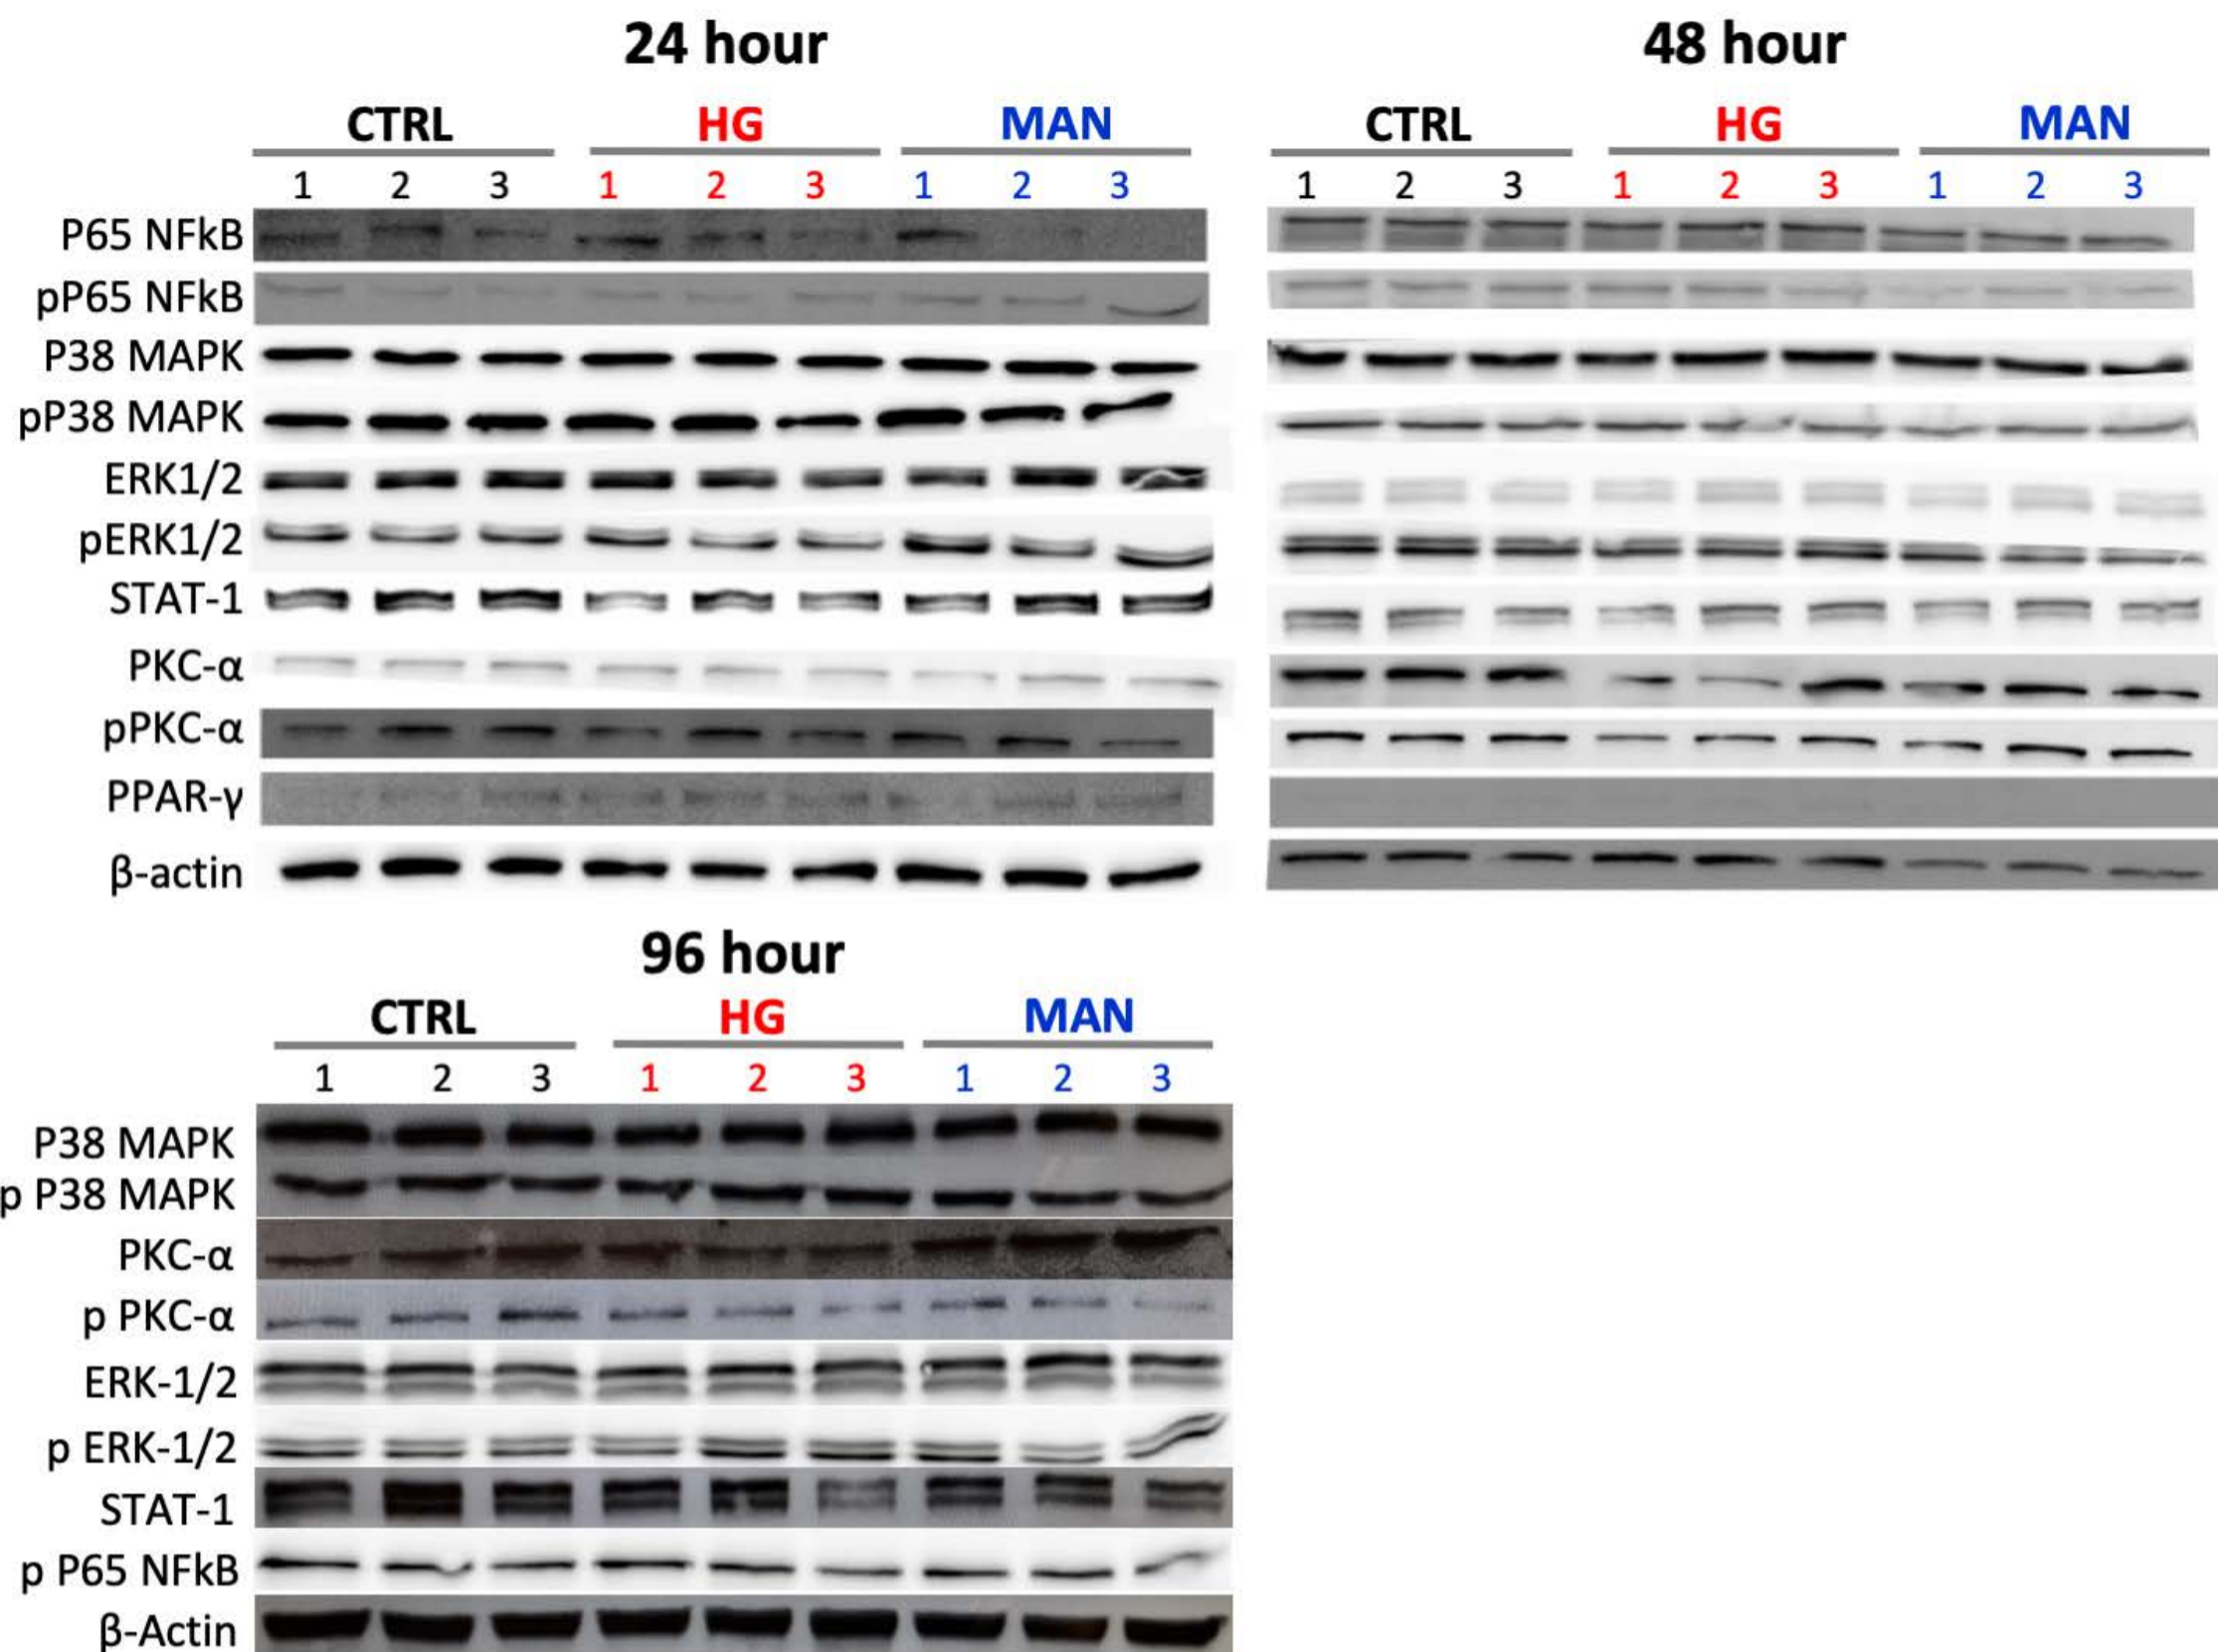 24 hour
CTRL HG MAN
1 2 3 1 2 3 1 2 3
P65 NFkB
pP65 NFkB
P38 MAPK
pP38 MAPK
ERK1/2
pERK1/2
STAT-1
PKC-α
pPKC-α
PPAR-γ
β-actin
48 hour
CTRL HG MAN
1 2 3 1 2 3 1 2 3
96 hour
CTRL HG MAN
1 2 3 1 2 3 1 2 3
P38 MAPK
p P38 MAPK
PKC-α
p PKC-α
ERK-1/2
p ERK-1/2
STAT-1
p P65 NFkB
β-Actin